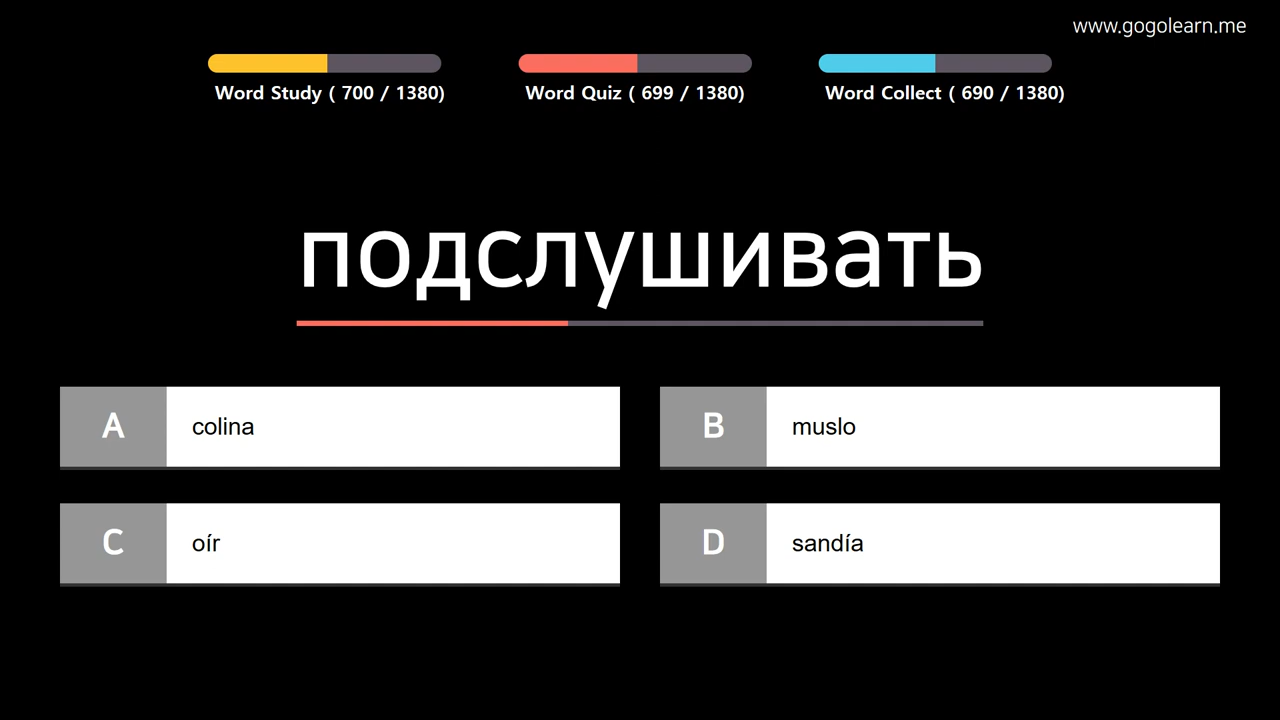 www.gogolearn.me
Word Study ( 700 / 1380)
Word Quiz ( 699 / 1380)
Word Collect ( 690 / 1380)
подслушивать
A colina
B muslo
C oír
D sandía